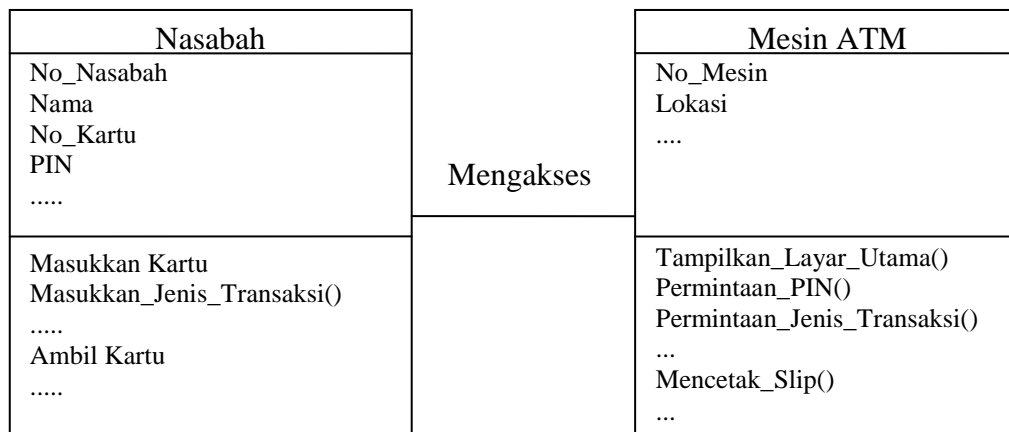 Nasabah
No_Nasabah
Nama
No_Kartu
PIN
.....
Masukkan Kartu
Masukkan_Jenis_Transaksi()
.....
Ambil Kartu
.....
Mengakses
Mesin ATM
No_Mesin
Lokasi
....
Tampilkan_Layar_Utama()
Permintaan_PIN()
Permintaan_Jenis_Transaksi()
...
Mencetak_Slip()
...